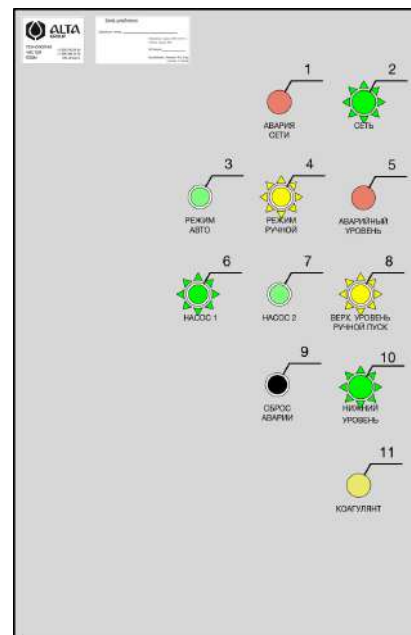 ALTA
GROUP
1
2
АВАРИЯ
СЕТИ
СЕТЬ
3
4
5
РЕЖИМ
АВТО
РЕЖИМ
РУЧНОЙ
АВАРИЙНЫЙ
УРОВЕНЬ
6
7
8
НАСОС 1
НАСОС 2
ВЕРХ. УРОВЕНЬ
РУЧНОЙ ПУСК
9
10
СБРОС
АВАРИИ
НИЖНИЙ
УРОВЕНЬ
11
КОАГУЛЯНТ